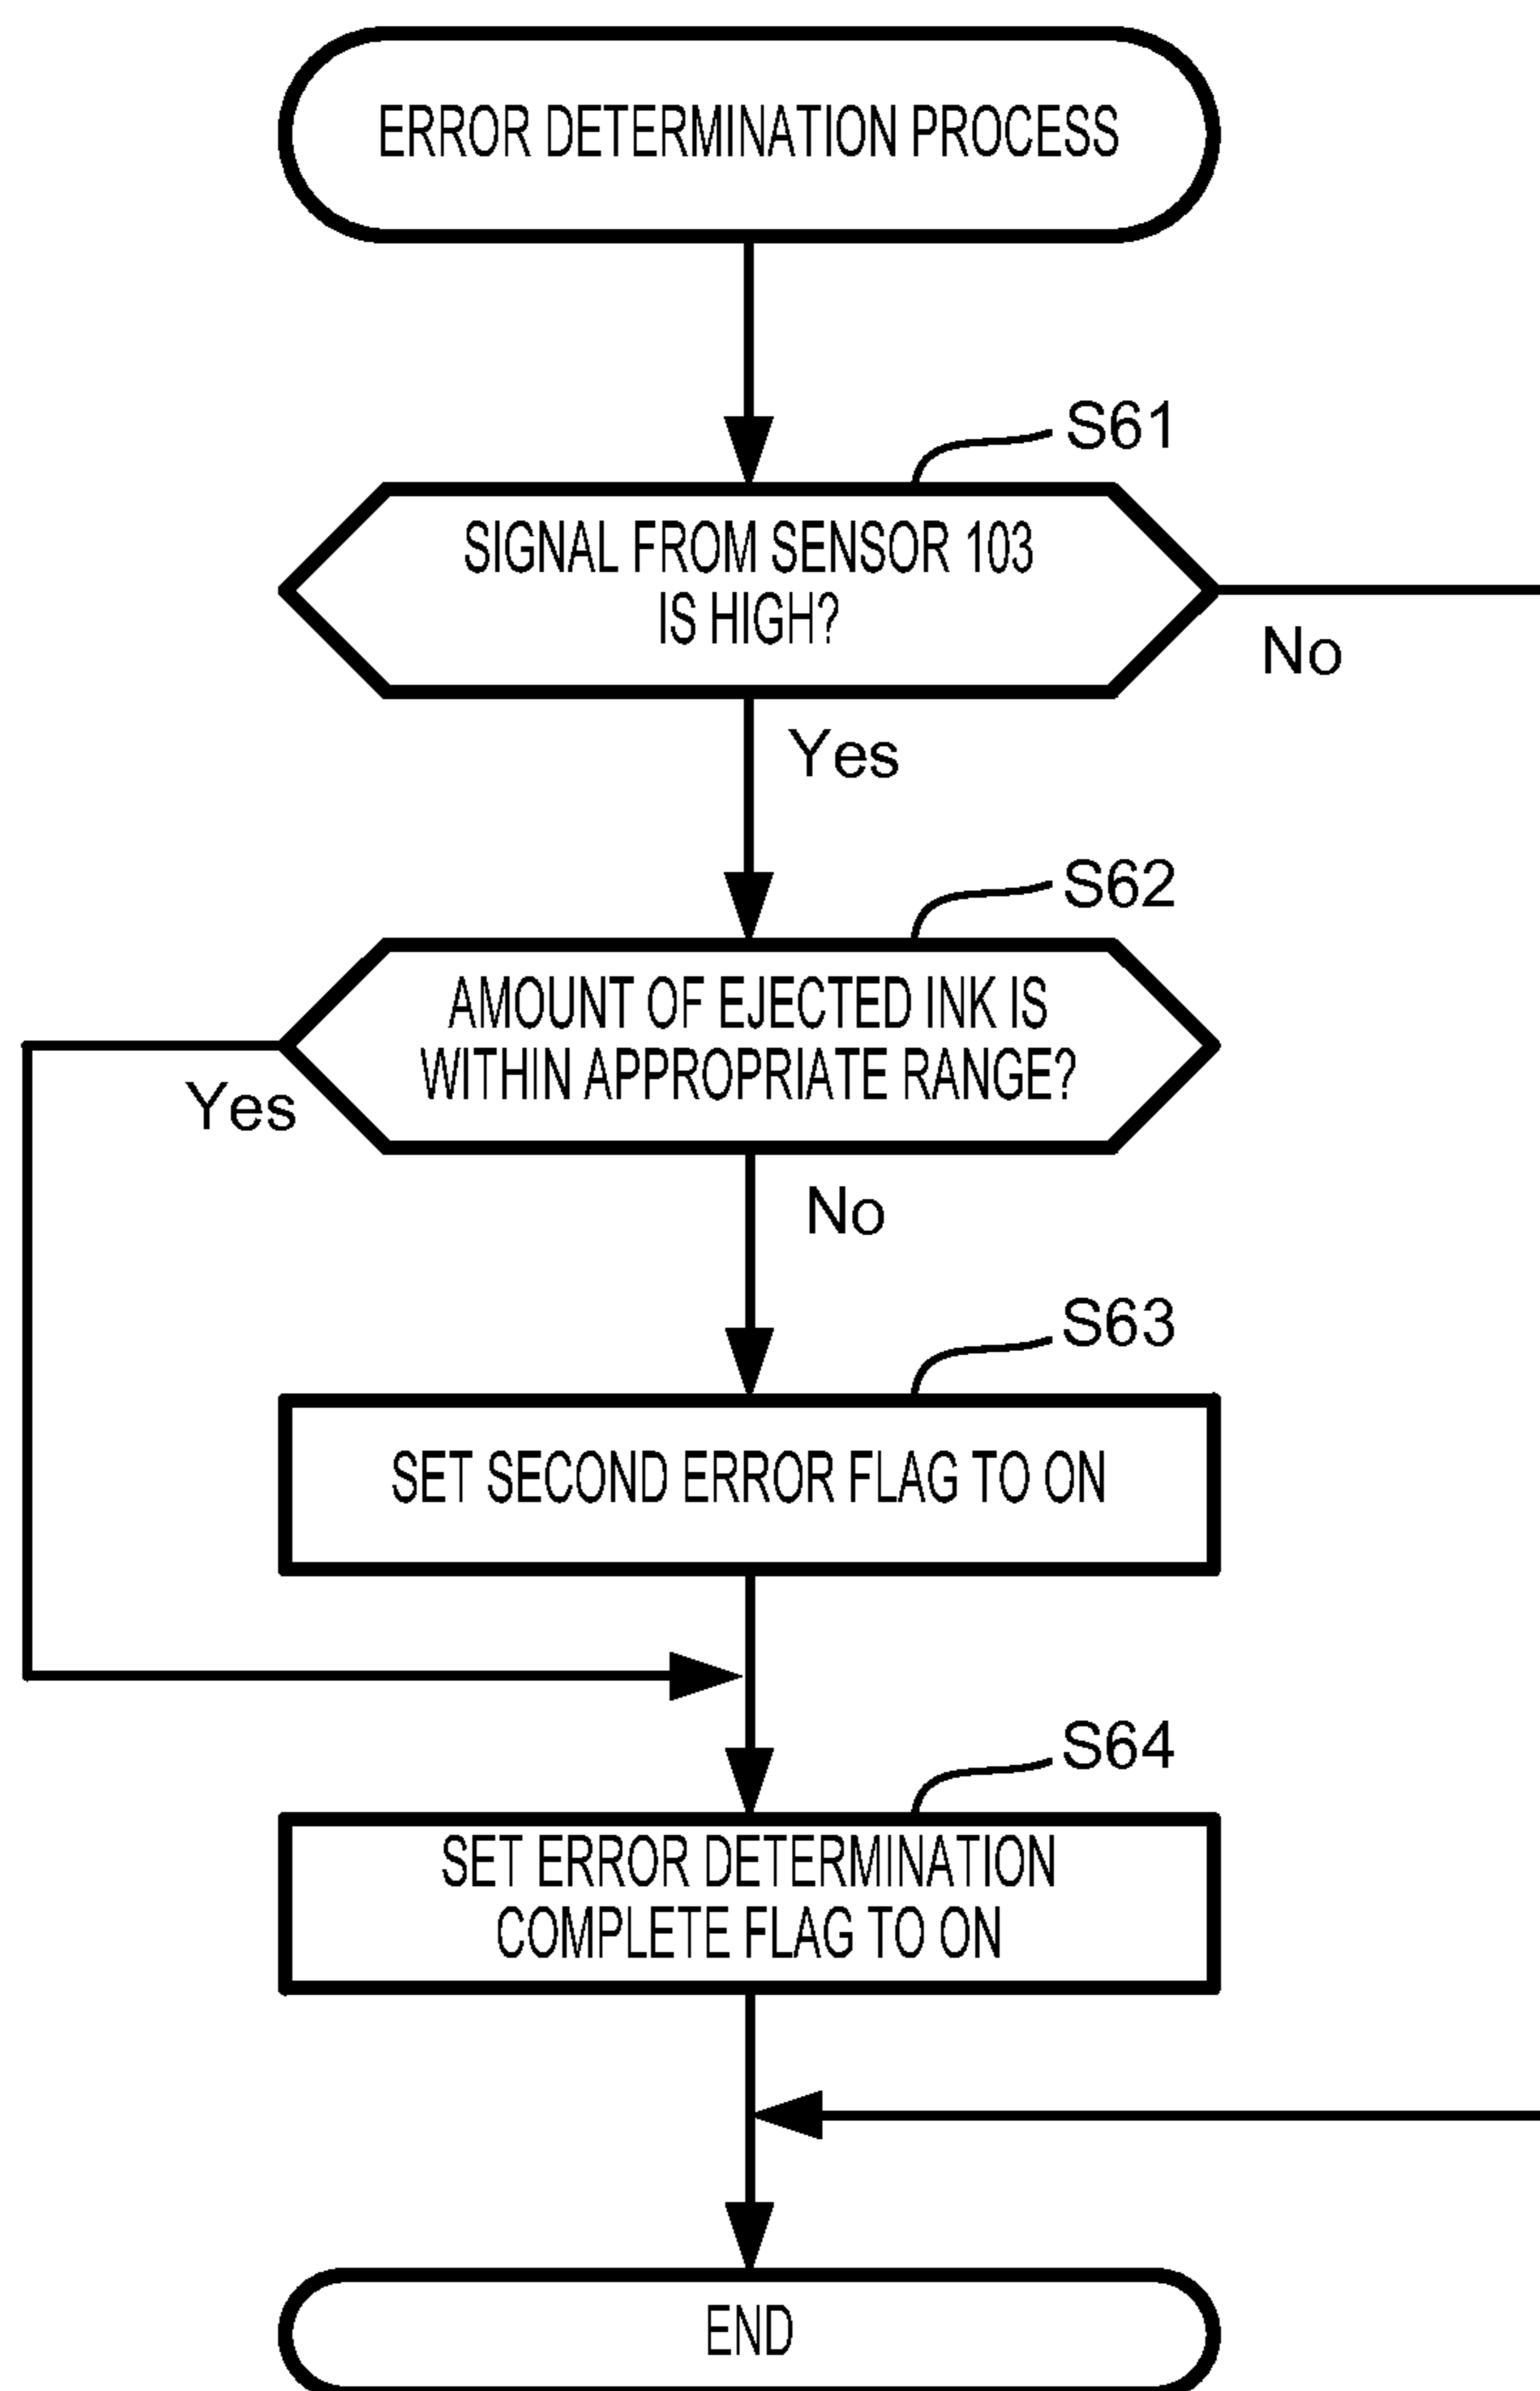 ERROR DETERMINATION PROCESS
S61
SIGNAL FROM SENSOR 103
IS HIGH?
No
Yes
S62
AMOUNT OF EJECTED INK IS
WITHIN APPROPRIATE RANGE?
Yes
No
S63
SET SECOND ERROR FLAG TO ON
S64
SET ERROR DETERMINATION
COMPLETE FLAG TO ON
END